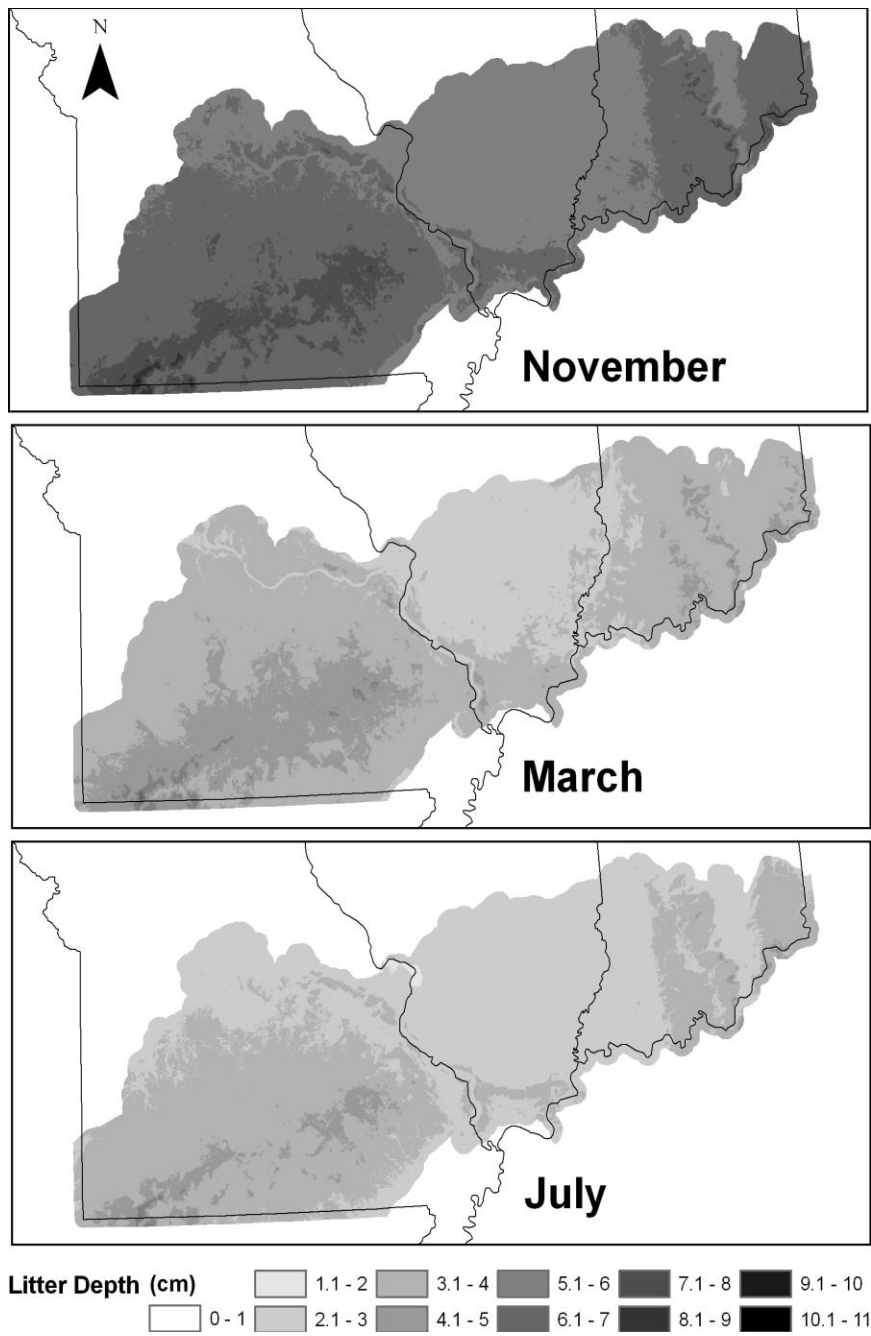 N
November
March
July
Litter Depth (cm)
1.1 - 2 3.1 - 4 5.1 - 6 7.1 - 8 9.1 - 10
0 - 1 2.1 - 3 4.1 - 5 6.1 - 7 8.1 - 9 10.1 - 11